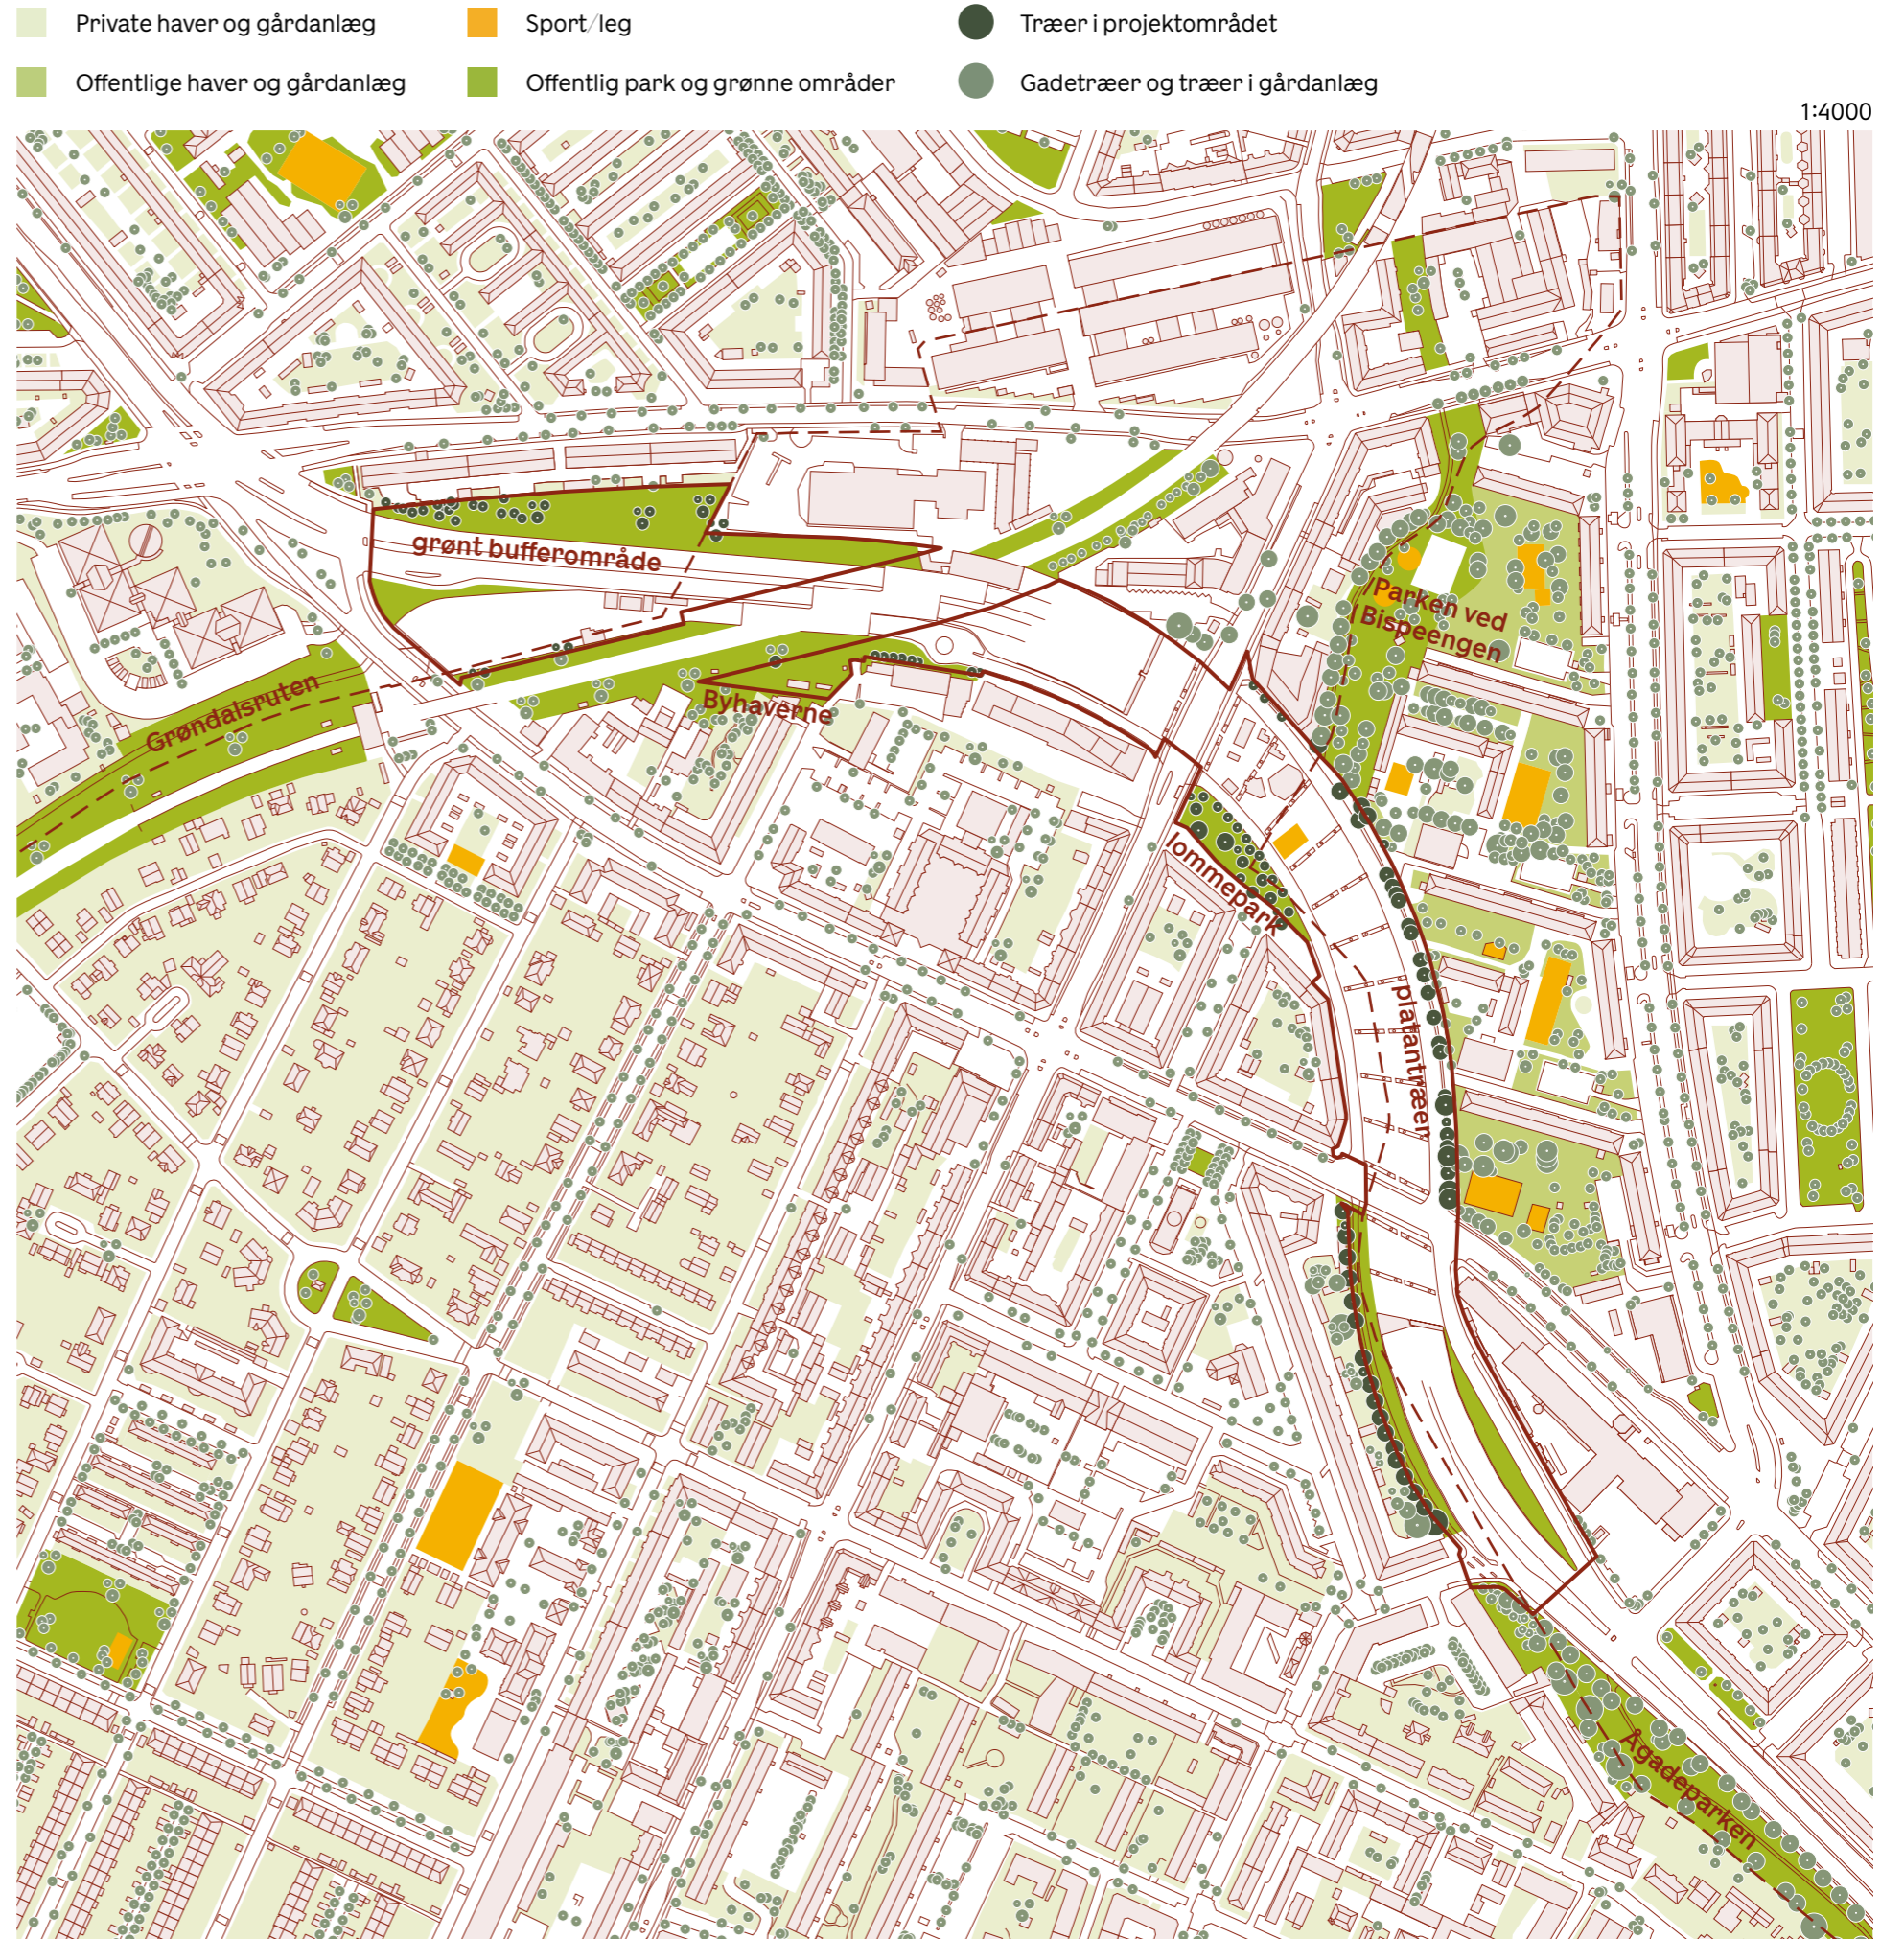 Private haver og gårdanlæg
Sport/leg
Træer i projektområdet
Offentlige haver og gårdanlæg
Offentlig park og grønne områder
Gadetræer og træer i gårdanlæg
1:4000
grønt bufferområde
Parken ved
Bispeengen
Grøndalsruten
Byhaverne
lommepark
platantræer
Ågadeparken